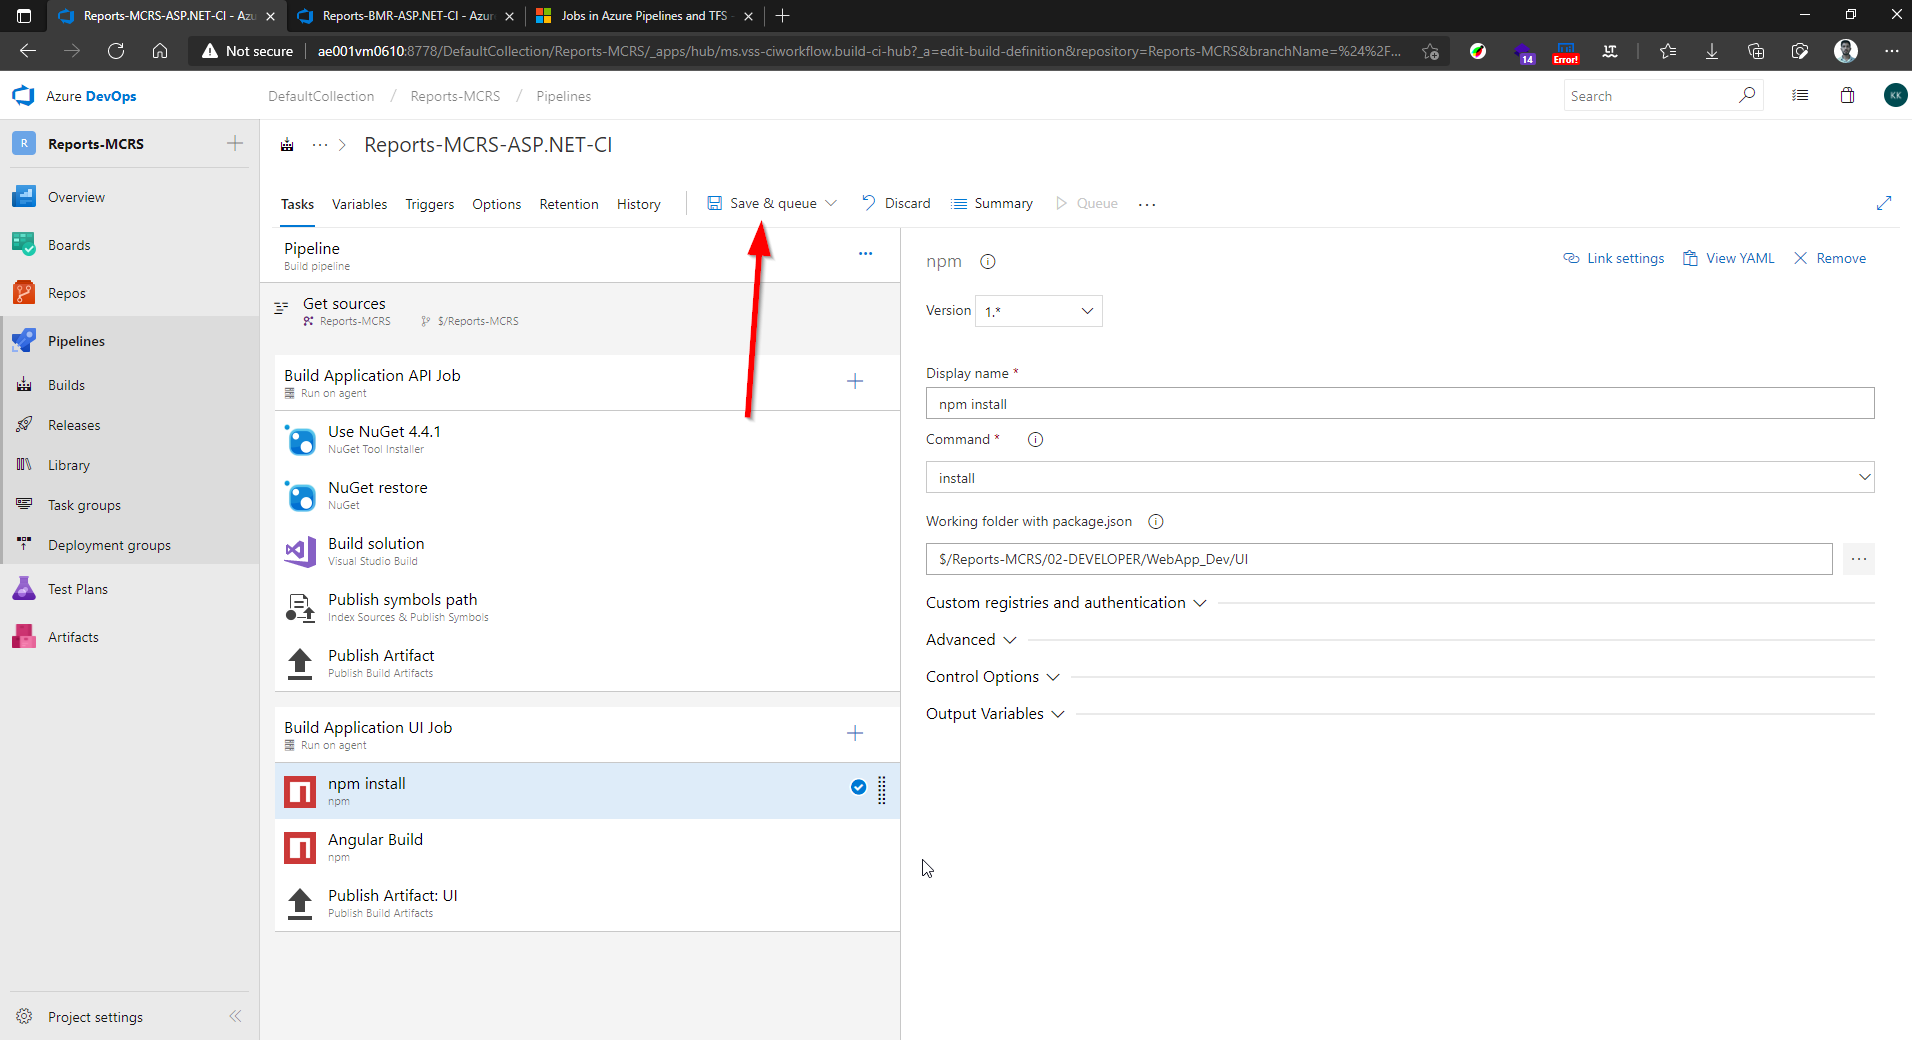 Reports-MCRS-ASP.NET-CI - Azu
Reports-BMR-ASP.NET-CI - Azur
Jobs in Azure Pipelines and TFS -
Not secure
ae001vm0610:8778/DefaultCollection/Reports-MCRS/_apps/hub/ms.vss-ciworkflow.build-ci-hub?_a=edit-build-definition&repository=Reports-MCRS&branchName=%24%2F...
14
Error!
Azure DevOps
DefaultCollection / Reports-MCRS / Pipelines
Search
KK
R
Reports-MCRS
Overview
Boards
Repos
Pipelines
Builds
Releases
Library
Task groups
Deployment groups
Test Plans
Artifacts
Project settings
... > Reports-MCRS-ASP.NET-CI
Tasks Variables Triggers Options Retention History
Save & queue Discard Summary Queue ...
Pipeline
Build pipeline
...
Get sources
Reports-MCRS $/Reports-MCRS
Build Application API Job
Run on agent
Use NuGet 4.4.1
NuGet Tool Installer
NuGet restore
NuGet
Build solution
Visual Studio Build
Publish symbols path
Index Sources & Publish Symbols
Publish Artifact
Publish Build Artifacts
Build Application UI Job
Run on agent
npm install
npm
Angular Build
npm
Publish Artifact: UI
Publish Build Artifacts
npm
Link settings View YAML Remove
Version 1.*
Display name *
npm install
Command *
install
Working folder with package.json
$/Reports-MCRS/02-DEVELOPER/WebApp_Dev/UI
...
Custom registries and authentication
Advanced
Control Options
Output Variables